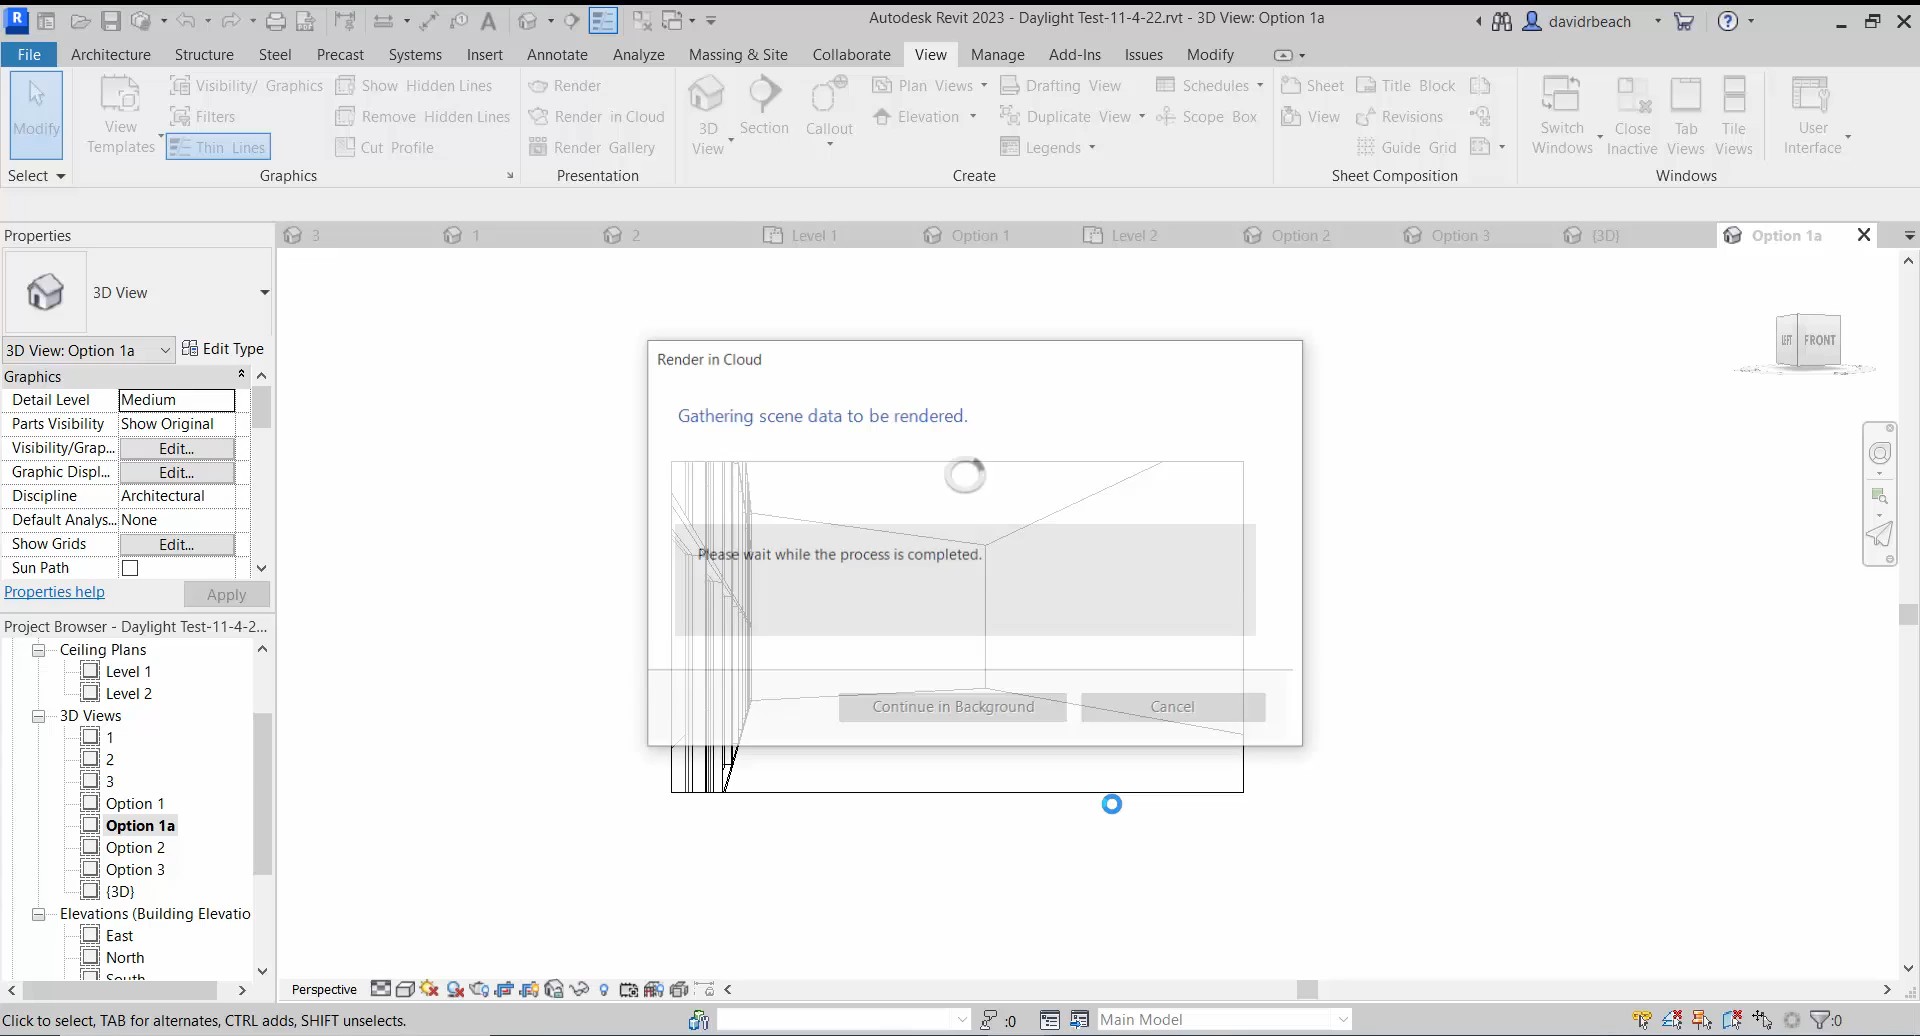 Autodesk Revit 2023 - Daylight Test-11-4-22.rvt - 3D View: Option 1a
davidrbeach
File Architecture Structure Steel Precast Systems Insert Annotate Analyze Massing & Site Collaborate View Manage Add-Ins Issues Modify
Modify
Select
View Templates
Visibility/ Graphics
Filters
Thin Lines
Show Hidden Lines
Remove Hidden Lines
Cut Profile
Graphics
Render
Render in Cloud
Render Gallery
Presentation
3D View
Section
Callout
Plan Views
Elevation
Drafting View
Duplicate View
Legends
Schedules
Scope Box
Create
Sheet
View
Title Block
Revisions
Guide Grid
Sheet Composition
Switch Windows
Close Inactive
Tab Views
Tile Views
Windows
User Interface
Properties
3 1 2 Level 1 Option 1 Level 2 Option 2 Option 3 {3D} Option 1a
3D View
3D View: Option 1a Edit Type
Graphics
Detail Level Medium
Parts Visibility Show Original
Visibility/Grap... Edit...
Graphic Displ... Edit...
Discipline Architectural
Default Analys... None
Show Grids Edit...
Sun Path
Properties help Apply
Project Browser - Daylight Test-11-4-2...
Ceiling Plans
Level 1
Level 2
3D Views
1
2
3
Option 1
Option 1a
Option 2
Option 3
{3D}
Elevations (Building Elevatio
East
North
South
Render in Cloud
Gathering scene data to be rendered.
Please wait while the process is completed.
Continue in Background Cancel
LEFT FRONT
Perspective
Click to select, TAB for alternates, CTRL adds, SHIFT unselects.
:0
Main Model
:0